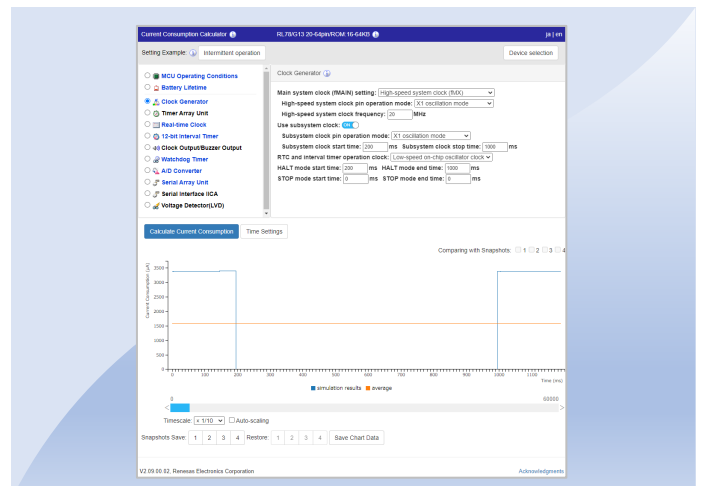 Current Consumption Calculator
RL78/G13 20-64pin/ROM:16-64KB
ja | en
Setting Example:
Intermittent operation
Device selection
MCU Operating Conditions
Battery Lifetime
Clock Generator
Timer Array Unit
Real-time Clock
12-bit Interval Timer
Clock Output/Buzzer Output
Watchdog Timer
A/D Converter
Serial Array Unit
Serial Interface IICA
Voltage Detector(LVD)
Clock Generator
Main system clock (fMAIN) setting: High-speed system clock (fMX)
High-speed system clock pin operation mode: X1 oscillation mode
High-speed system clock frequency: 20 MHz
Use subsystem clock: ON
Subsystem clock pin operation mode: X1 oscillation mode
Subsystem clock start time: 200 ms Subsystem clock stop time: 1000 ms
RTC and interval timer operation clock: Low-speed on-chip oscillator clock
HALT mode start time: 200 ms HALT mode end time: 1000 ms
STOP mode start time: 0 ms STOP mode end time: 0 ms
Calculate Current Consumption
Time Settings
Comparing with Snapshots: 1 2 3 4
Current Consumption (µA)
3500
3000
2500
2000
1500
1000
500
0
0 100 200 300 400 500 600 700 800 900 1000 1100
Time (ms)
simulation results average
0 60000
< >
Timescale: × 1/10 Auto-scaling
Snapshots Save: 1 2 3 4 Restore: 1 2 3 4 Save Chart Data
V2.09.00.02, Renesas Electronics Corporation
Acknowledgments